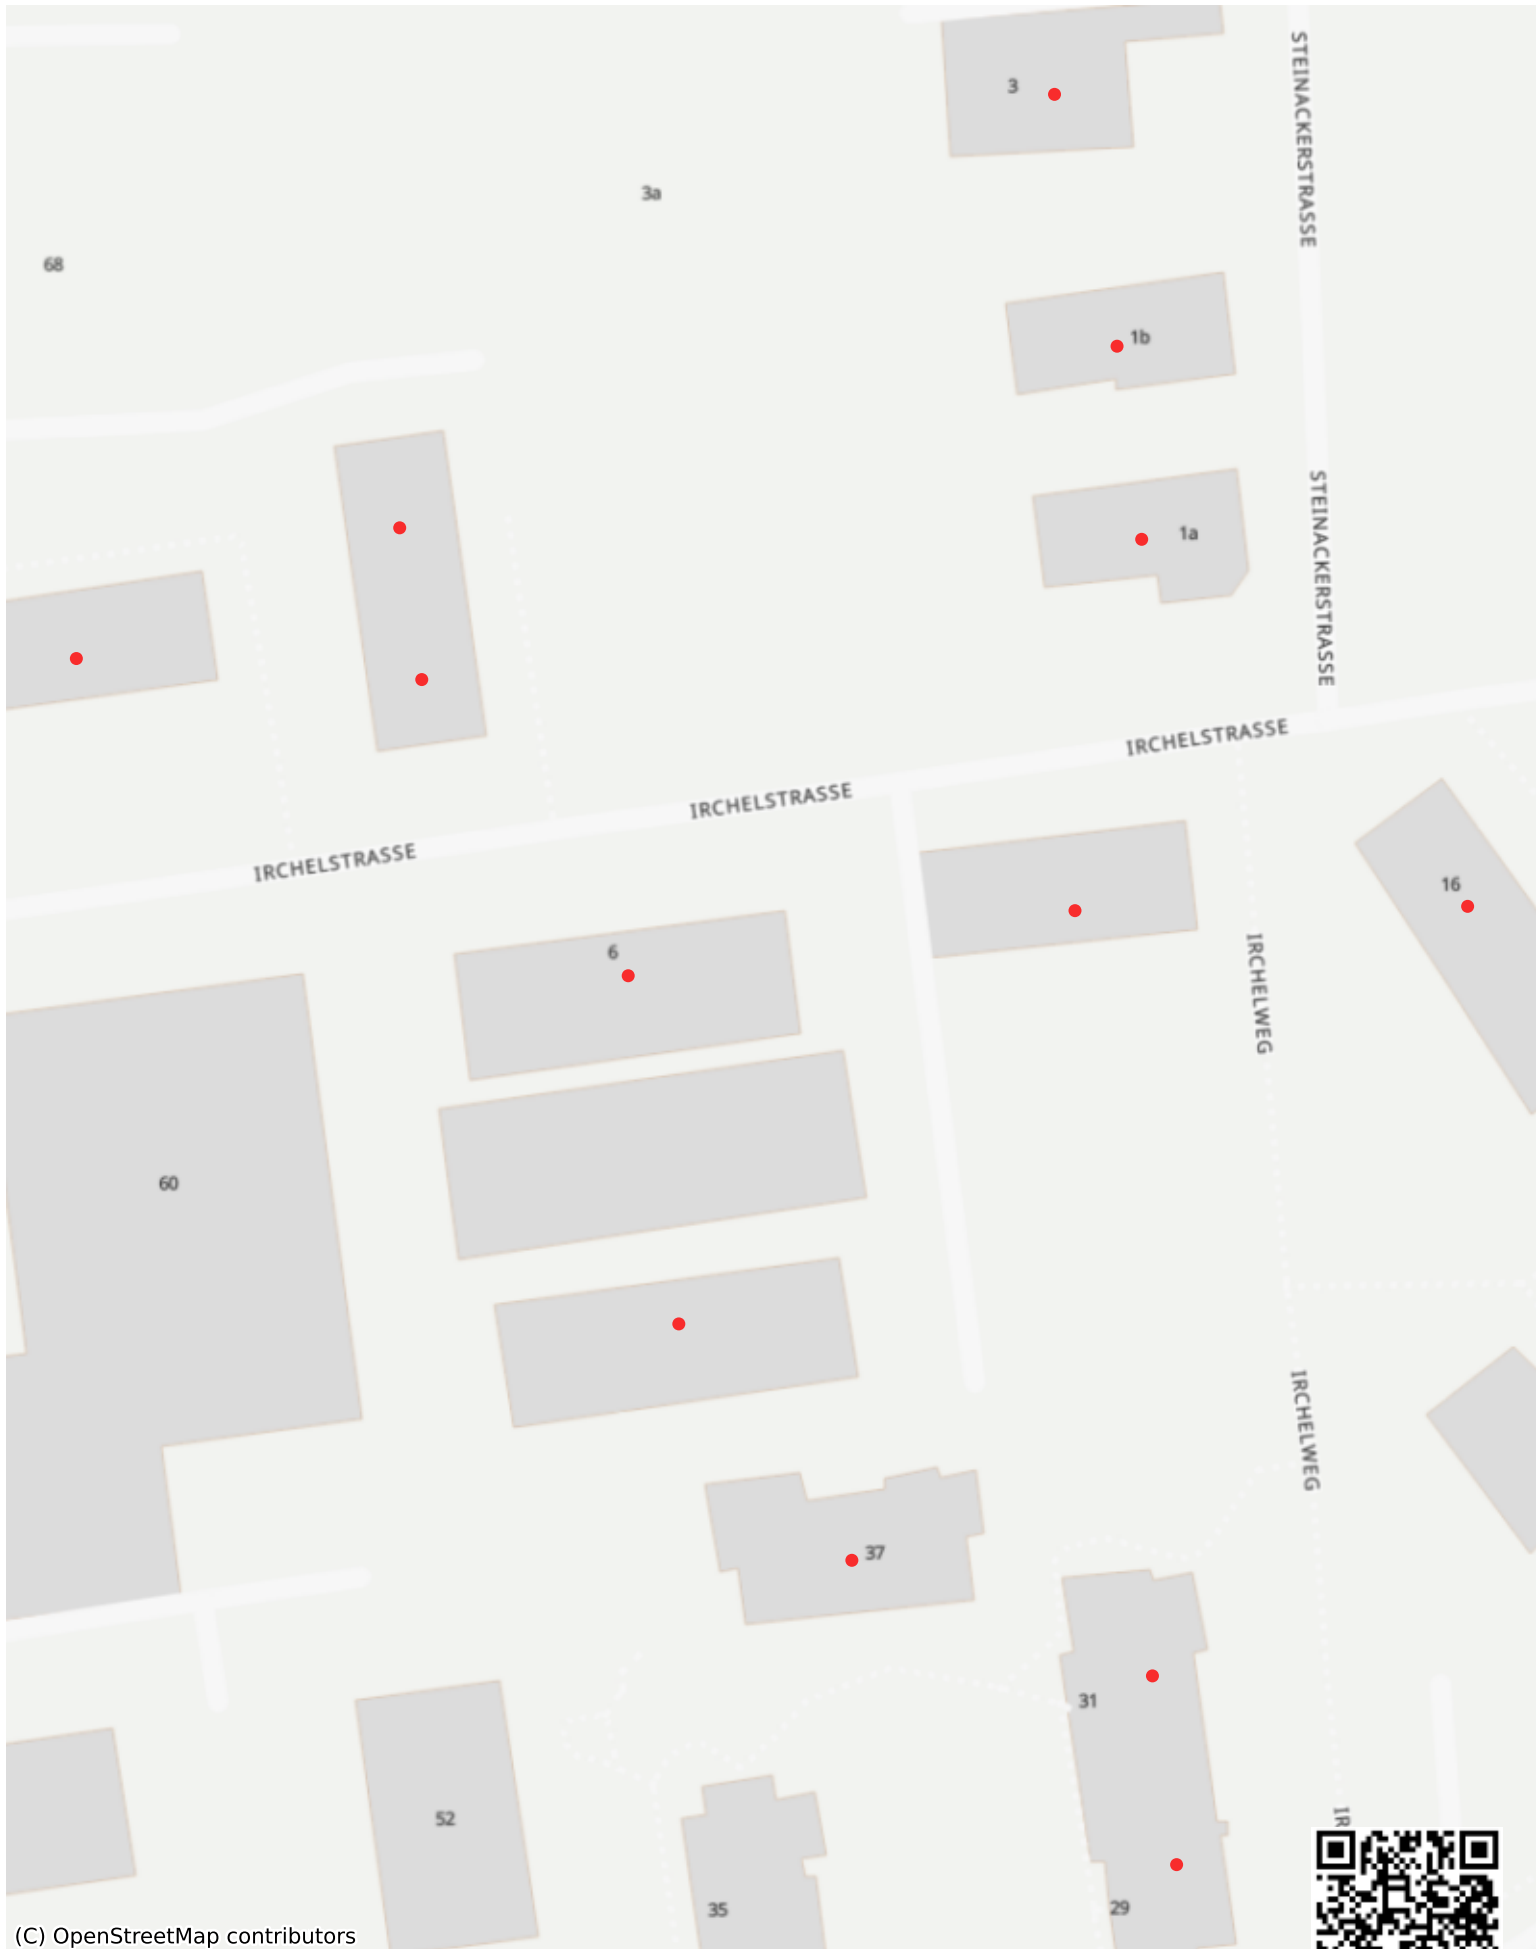 3
STEINACKERSTRASSE
3a
68
1b
1a
STEINACKERSTRASSE
IRCHELSTRASSE
IRCHELSTRASSE
IRCHELSTRASSE
16
6
IRCHELWEG
60
IRCHELWEG
37
31
IR
52
35
29
(C) OpenStreetMap contributors